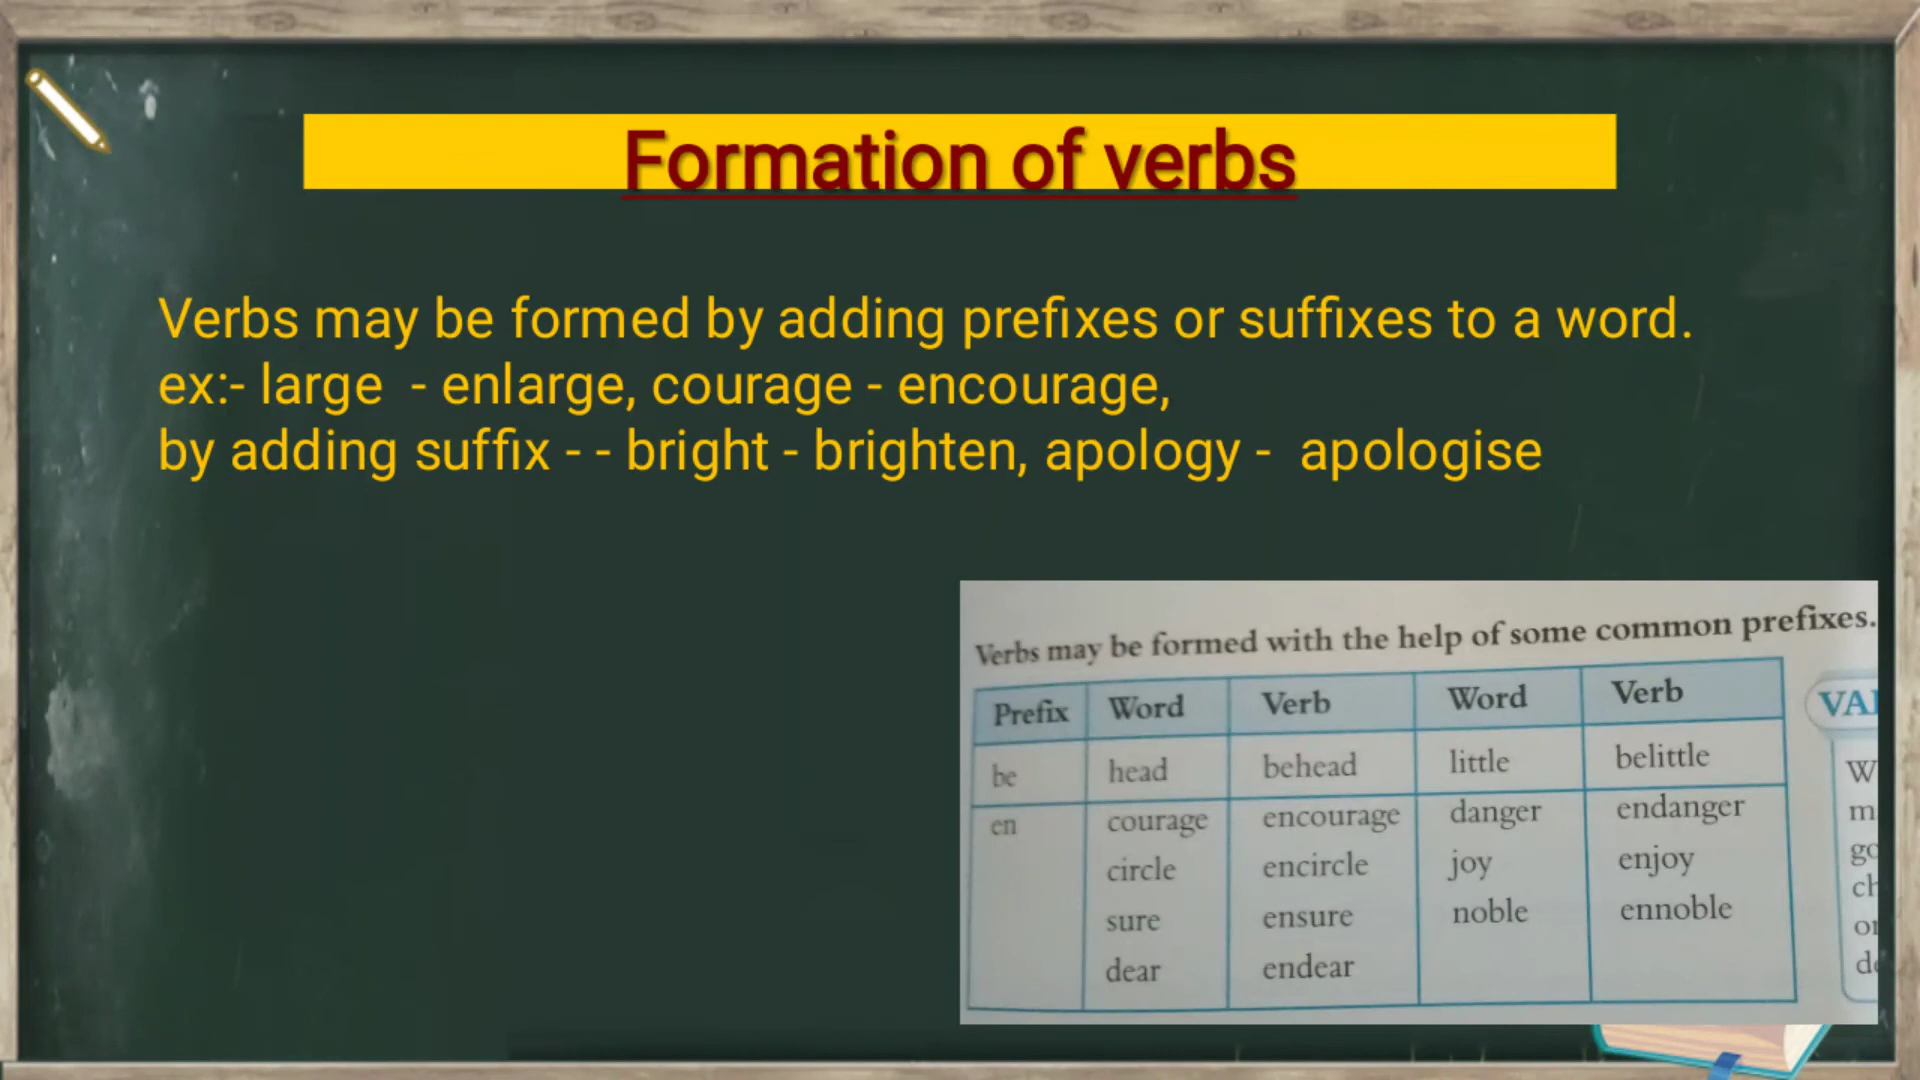 Formation of verbs
Verbs may be formed by adding prefixes or suffixes to a word.
ex:- large - enlarge, courage - encourage,
by adding suffix - - bright - brighten, apology - apologise
Verbs may be formed with the help of some common prefixes.
Prefix Word Verb Word Verb
be head behead little belittle
en courage encourage danger endanger
circle encircle joy enjoy
sure ensure noble ennoble
dear endear